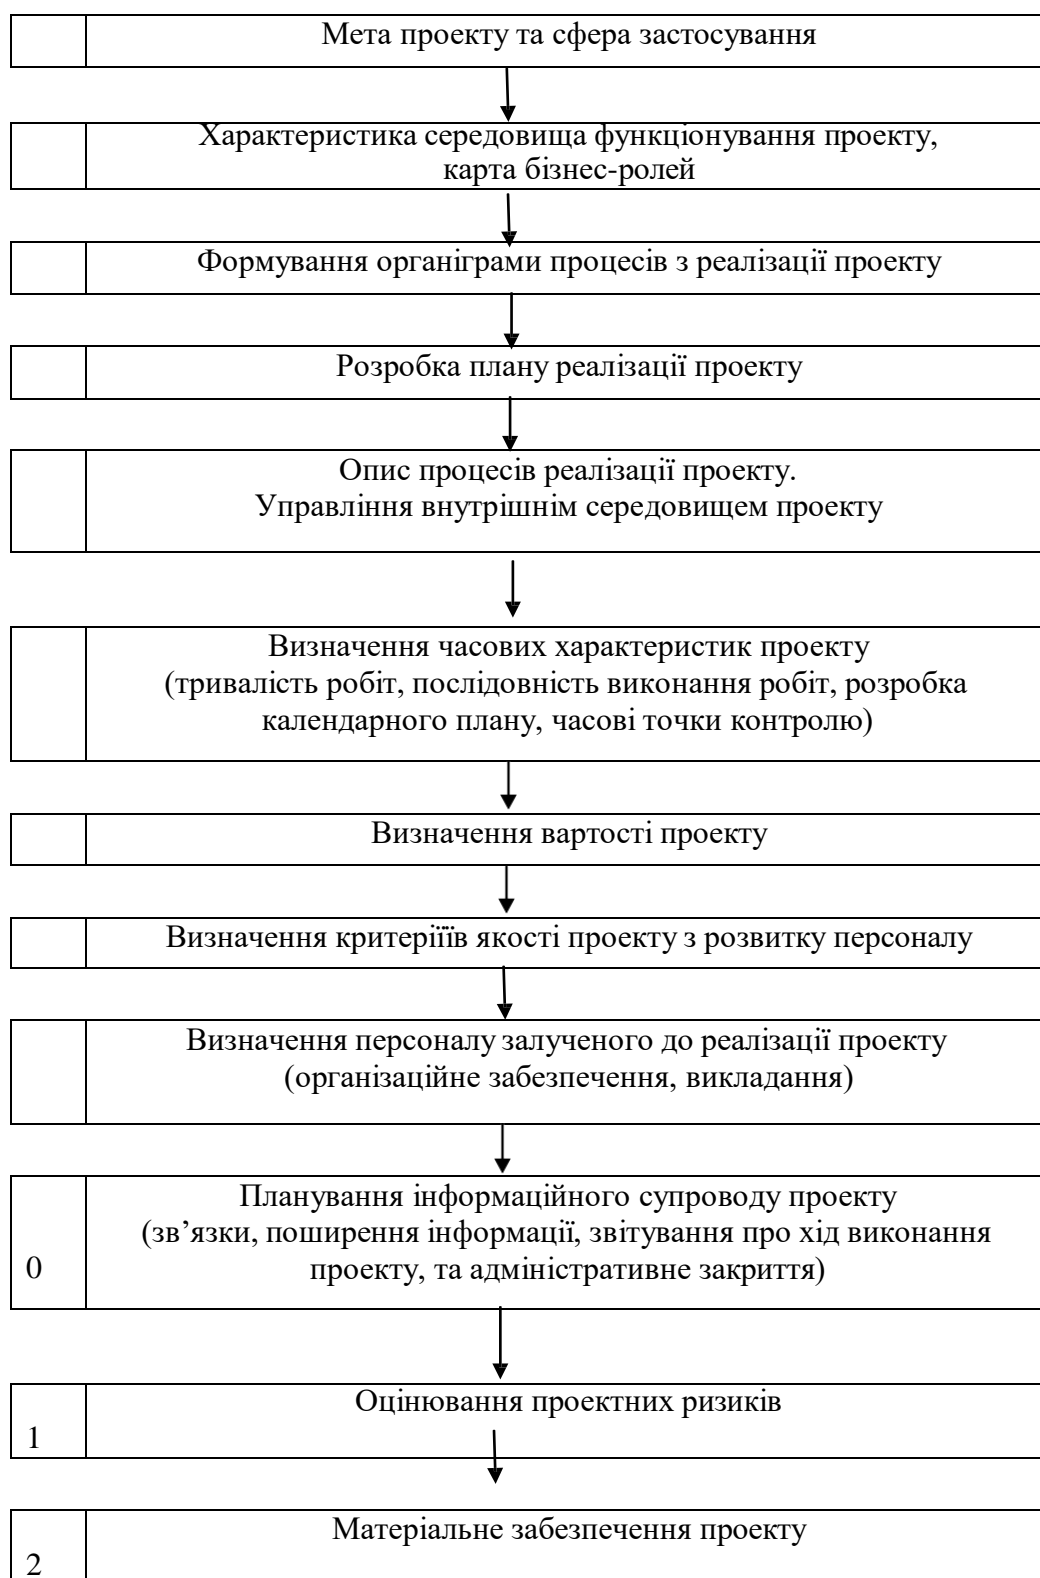 Мета проекту та сфера застосування
Характеристика середовища функціонування проекту,
карта бізнес-ролей
Формування органіграми процесів з реалізації проекту
Розробка плану реалізації проекту
Опис процесів реалізації проекту.
Управління внутрішнім середовищем проекту
Визначення часових характеристик проекту
(тривалість робіт, послідовність виконання робіт, розробка
календарного плану, часові точки контролю)
Визначення вартості проекту
Визначення критеріїїв якості проекту з розвитку персоналу
Визначення персоналу залученого до реалізації проекту
(організаційне забезпечення, викладання)
Планування інформаційного супроводу проекту
(зв’язки, поширення інформації, звітування про хід виконання
0 проекту, та адміністративне закриття)
Оцінювання проектних ризиків
1
Матеріальне забезпечення проекту
2